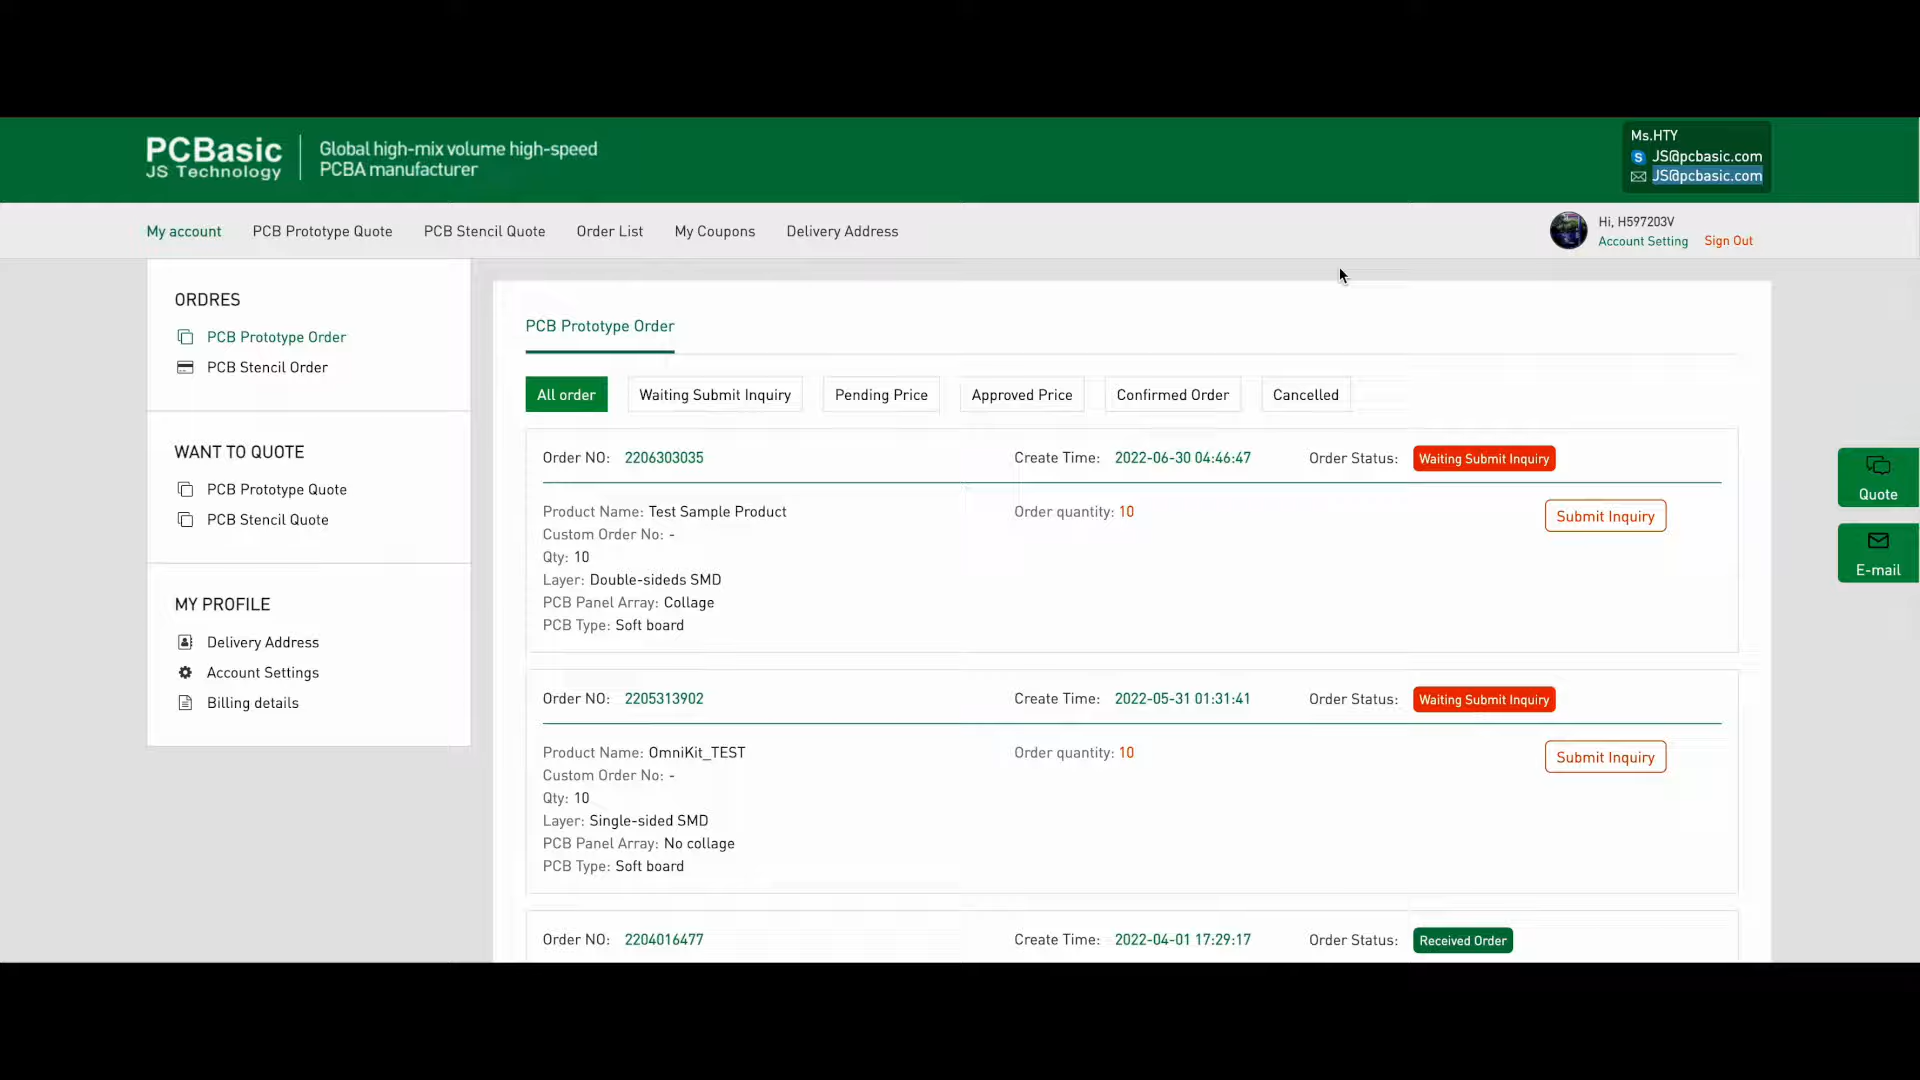 PCBasic
JS Technology
Global high-mix volume high-speed
PCBA manufacturer
Ms.HTY
JS@pcbasic.com
JS@pcbasic.com
My account PCB Prototype Quote PCB Stencil Quote Order List My Coupons Delivery Address
Hi, H597203V
Account Setting Sign Out
ORDRES
PCB Prototype Order
PCB Stencil Order
WANT TO QUOTE
PCB Prototype Quote
PCB Stencil Quote
MY PROFILE
Delivery Address
Account Settings
Billing details
PCB Prototype Order
All order Waiting Submit Inquiry Pending Price Approved Price Confirmed Order Cancelled
Order NO: 2206303035 Create Time: 2022-06-30 04:46:47 Order Status: Waiting Submit Inquiry
Product Name: Test Sample Product Order quantity: 10 Submit Inquiry
Custom Order No: -
Qty: 10
Layer: Double-sideds SMD
PCB Panel Array: Collage
PCB Type: Soft board
Order NO: 2205313902 Create Time: 2022-05-31 01:31:41 Order Status: Waiting Submit Inquiry
Product Name: OmniKit_TEST Order quantity: 10 Submit Inquiry
Custom Order No: -
Qty: 10
Layer: Single-sided SMD
PCB Panel Array: No collage
PCB Type: Soft board
Order NO: 2204016477 Create Time: 2022-04-01 17:29:17 Order Status: Received Order
Quote
E-mail